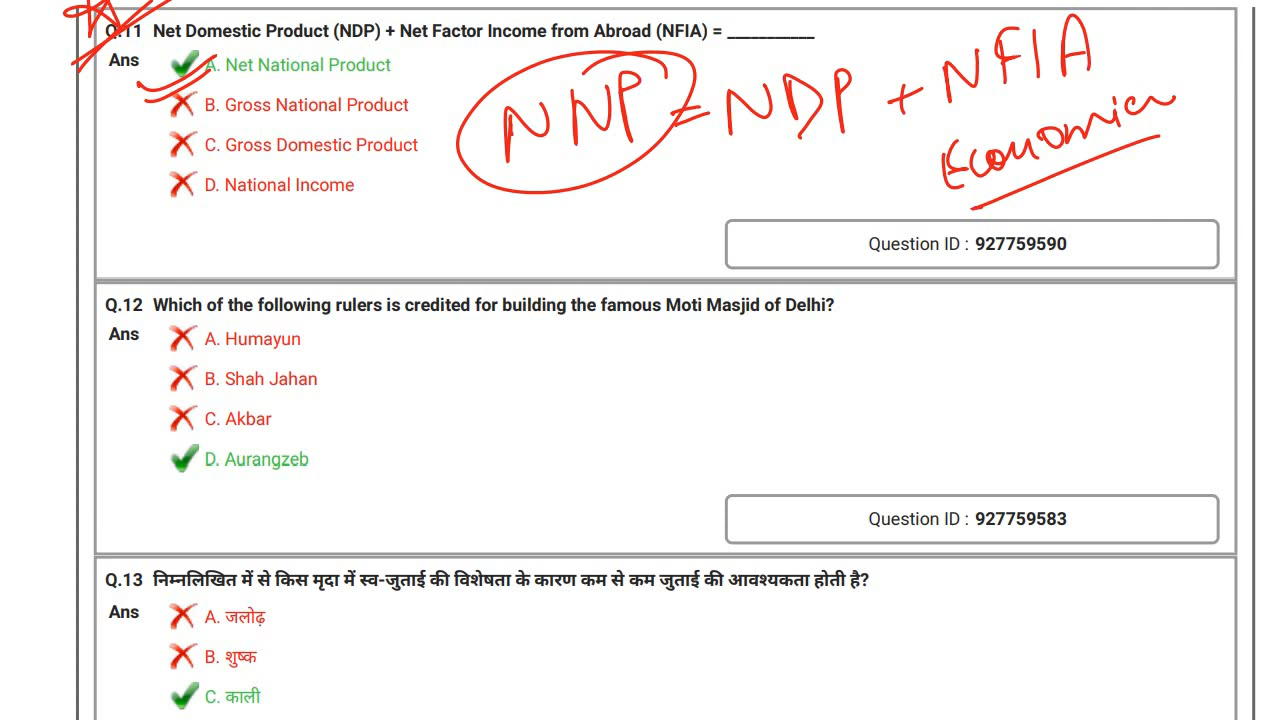 Q.11 Net Domestic Product (NDP) + Net Factor Income from Abroad (NFIA) = __________
Ans A. Net National Product
B. Gross National Product
C. Gross Domestic Product
D. National Income
NNP = NDP + NFIA
Economics
Question ID : 927759590
Q.12 Which of the following rulers is credited for building the famous Moti Masjid of Delhi?
Ans A. Humayun
B. Shah Jahan
C. Akbar
D. Aurangzeb
Question ID : 927759583
Q.13 निम्नलिखित में से किस मृदा में स्व-जुताई की विशेषता के कारण कम से कम जुताई की आवश्यकता होती है?
Ans A. जलोढ़
B. शुष्क
C. काली